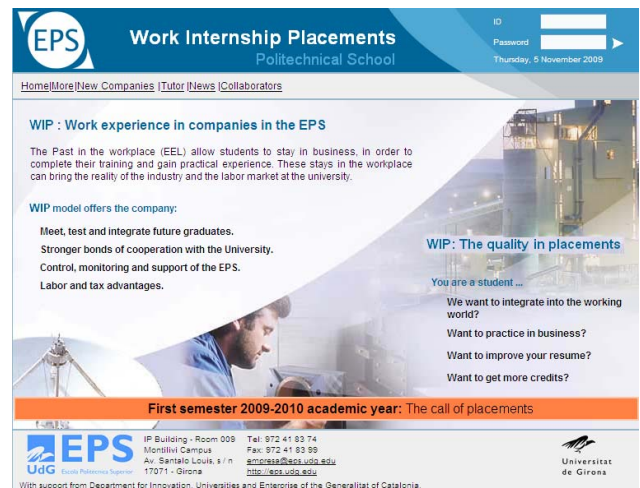 EPS
Work Internship Placements
Politechnical School
ID
Password
Thursday, 5 November 2009
Home|More|New Companies |Tutor |News |Collaborators
WIP : Work experience in companies in the EPS
The Past in the workplace (EEL) allow students to stay in business, in order to
complete their training and gain practical experience. These stays in the workplace
can bring the reality of the industry and the labor market at the university.
WIP model offers the company:
Meet, test and integrate future graduates.
Stronger bonds of cooperation with the University.
Control, monitoring and support of the EPS.
Labor and tax advantages.
WIP: The quality in placements
You are a student ...
We want to integrate into the working
world?
Want to practice in business?
Want to improve your resume?
Want to get more credits?
First semester 2009-2010 academic year: The call of placements
EPS
UdG Escola Politècnica Superior
IP Building - Room 009
Montilivi Campus
Av. Santalo Louis, s / n
17071 - Girona
Tel: 972 41 83 74
Fax: 972 41 83 99
empresa@eps.udg.edu
http://eps.udg.edu
Universitat
de Girona
With support from Department for Innovation, Universities and Enterprise of the Generalitat of Catalonia.